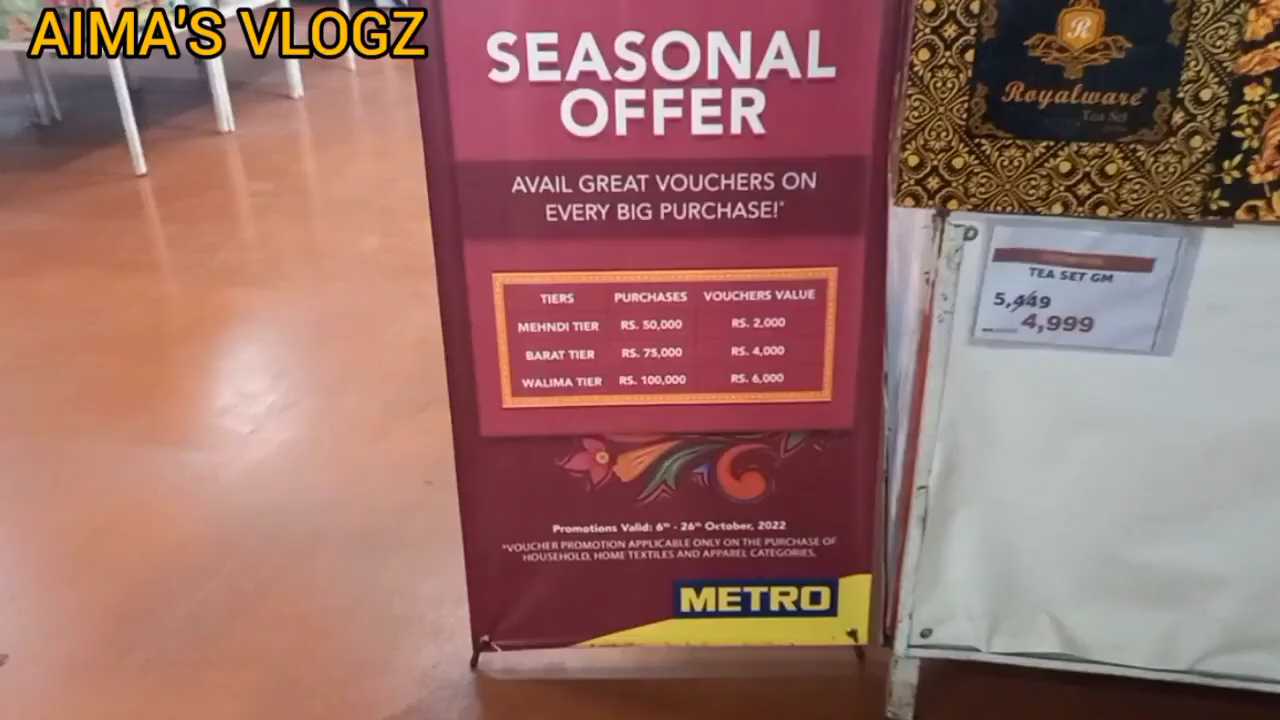 AIMA'S VLOGZ
SEASONAL
OFFER
AVAIL GREAT VOUCHERS ON
EVERY BIG PURCHASE!*
TIERS PURCHASES VOUCHERS VALUE
MEHNDI TIER RS. 50,000 RS. 2,000
BARAT TIER RS. 75,000 RS. 4,000
WALIMA TIER RS. 100,000 RS. 6,000
Promotions Valid: 6th - 26th October, 2022
*VOUCHER PROMOTION APPLICABLE ONLY ON THE PURCHASE OF
HOUSEHOLD, HOME TEXTILES AND APPAREL CATEGORIES.
METRO
R
Royalware
Tea Set
TEA SET GM
5,449
4,999